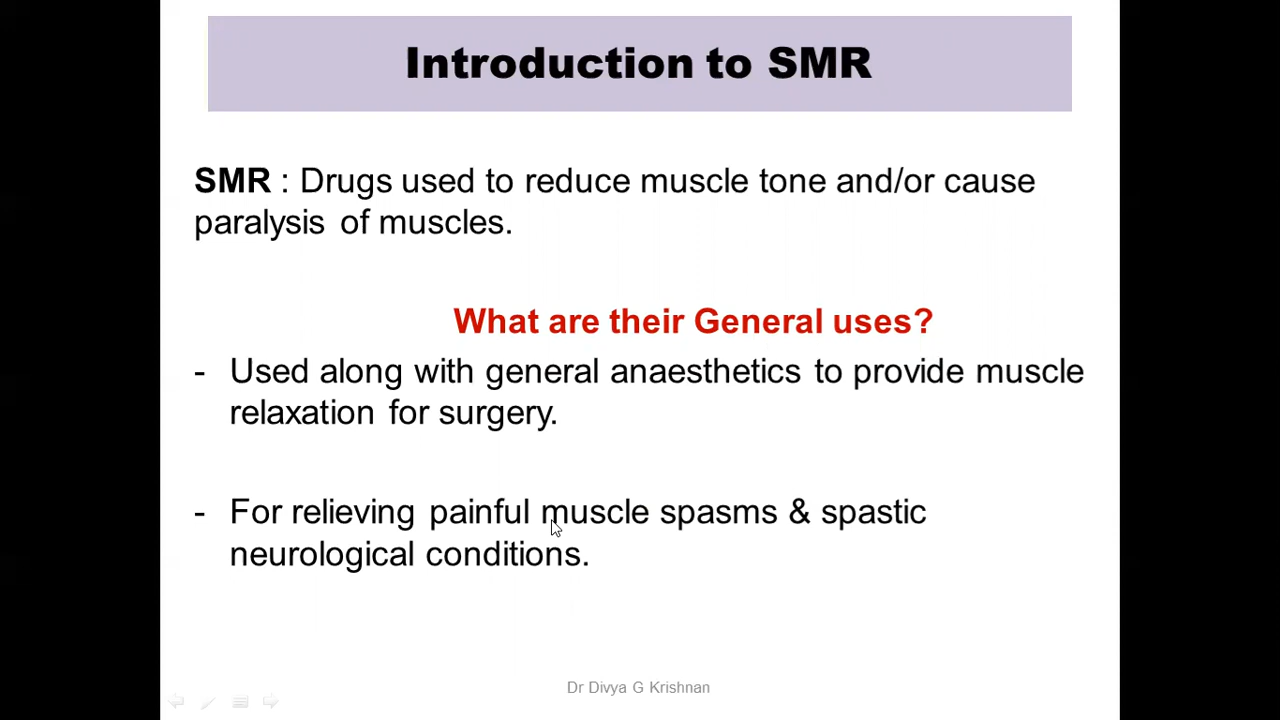 Introduction to SMR
SMR : Drugs used to reduce muscle tone and/or cause
paralysis of muscles.
What are their General uses?
- Used along with general anaesthetics to provide muscle
relaxation for surgery.
- For relieving painful muscle spasms & spastic
neurological conditions.
Dr Divya G Krishnan